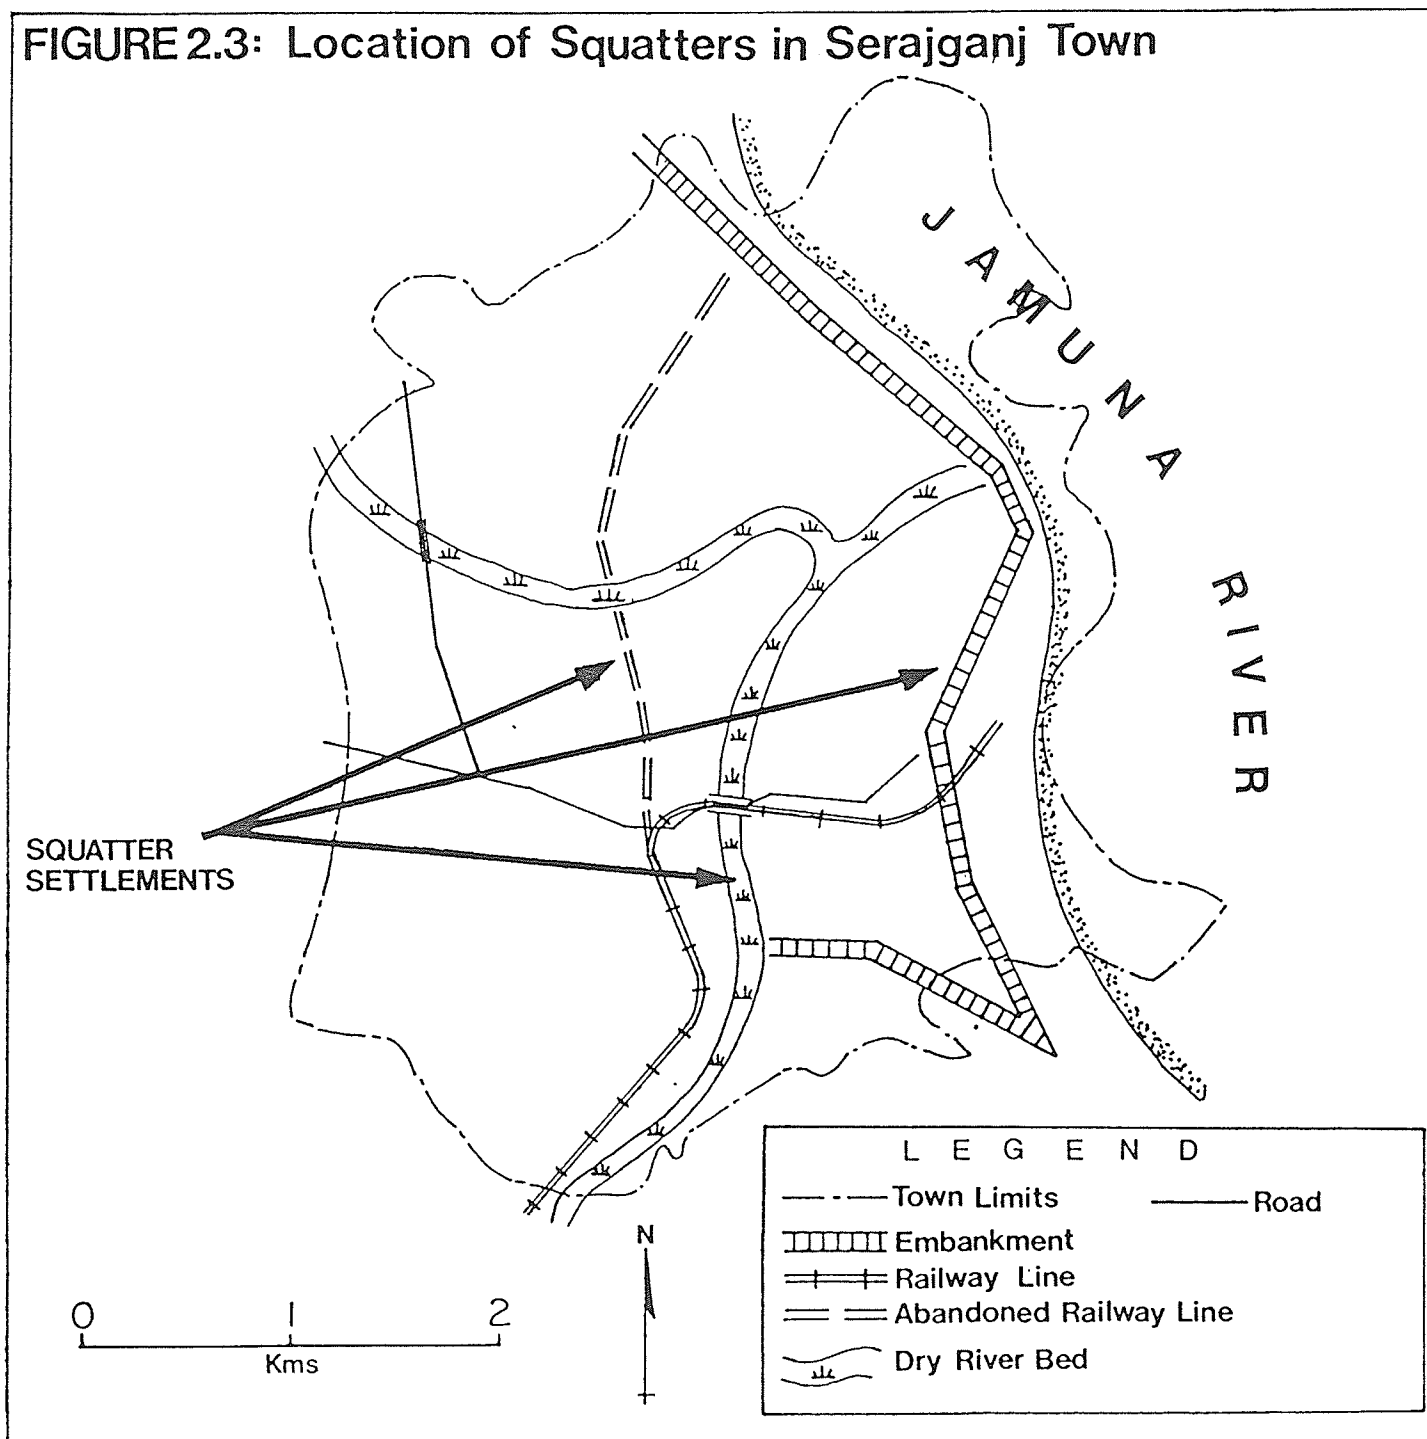 FIGURE 2.3: Location of Squatters in Serajganj Town
JAMUNA
RIVER
SQUATTER
SETTLEMENTS
LEGEND
Town Limits
Road
Embankment
Railway Line
Abandoned Railway Line
Dry River Bed
N
0 1 2
Kms